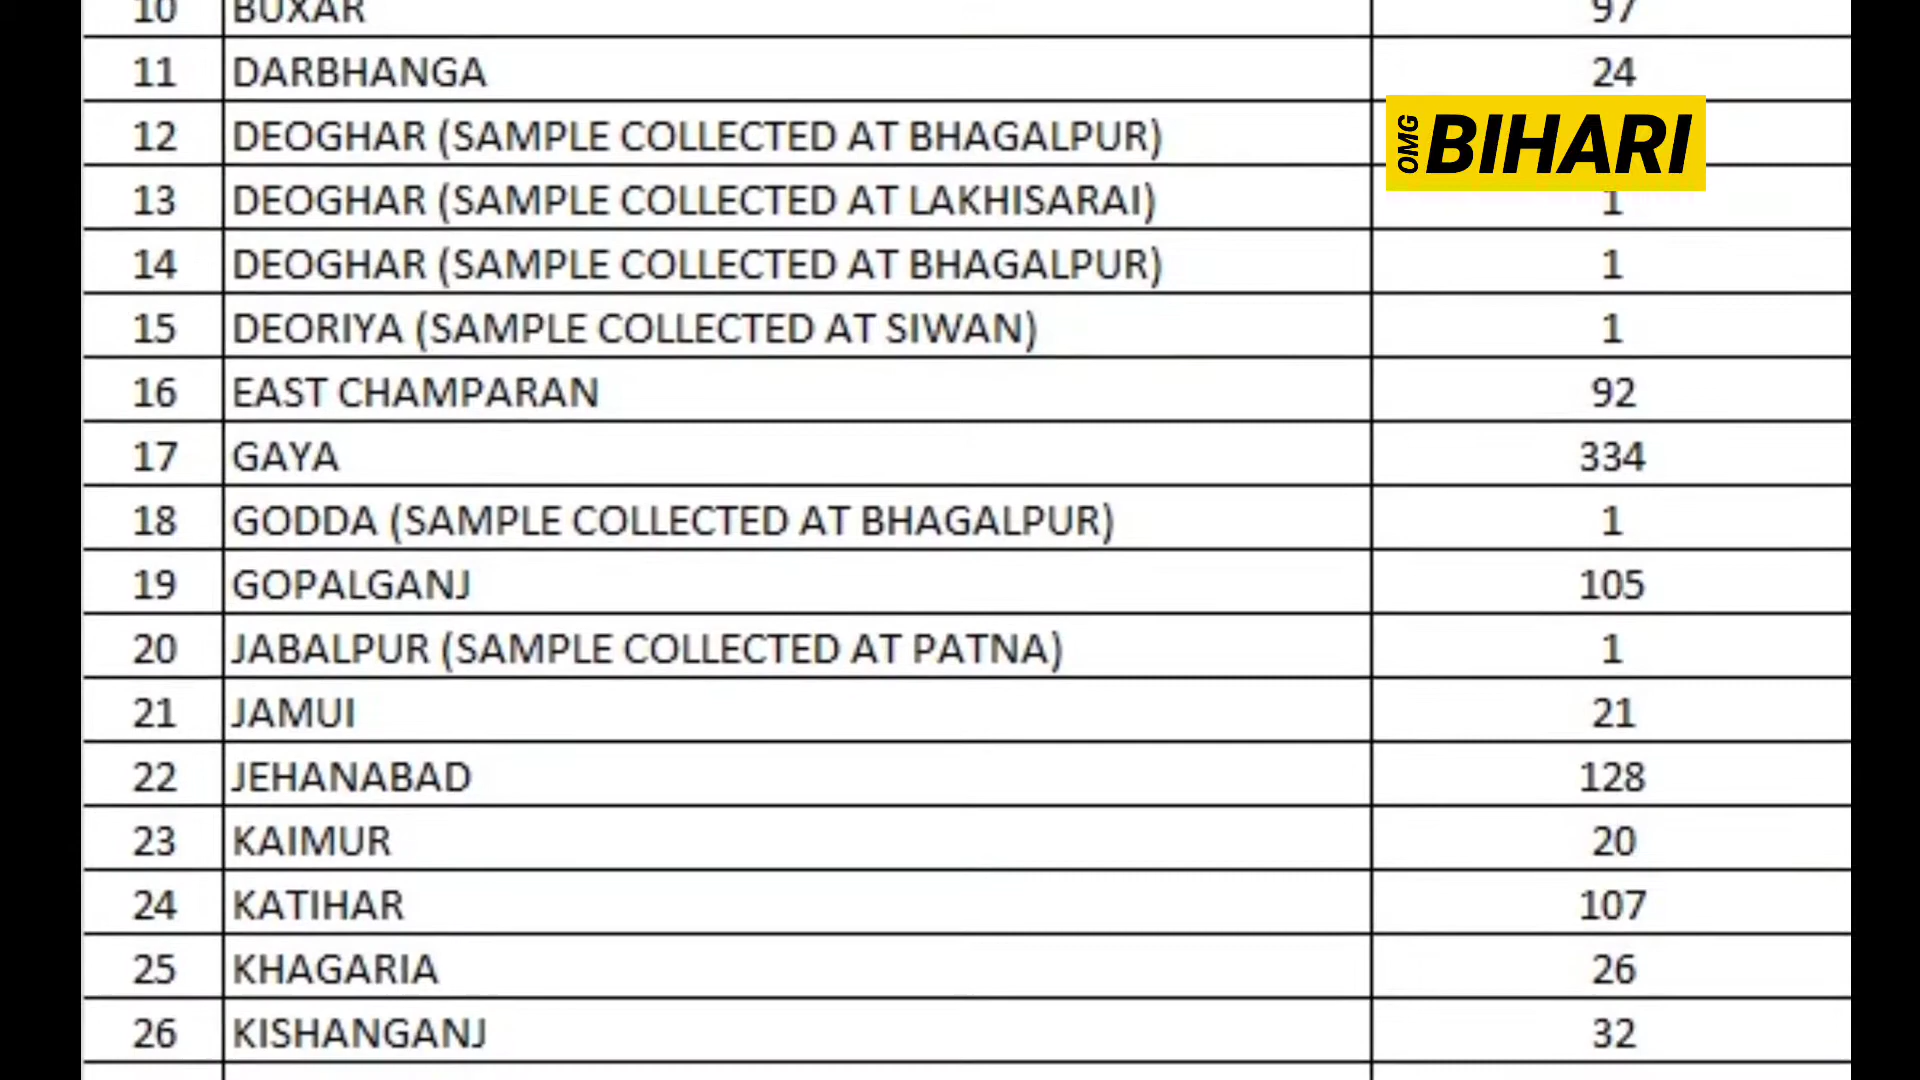 10 BUXAR 97
11 DARBHANGA 24
12 DEOGHAR (SAMPLE COLLECTED AT BHAGALPUR)
OMG BIHARI
13 DEOGHAR (SAMPLE COLLECTED AT LAKHISARAI) 1
14 DEOGHAR (SAMPLE COLLECTED AT BHAGALPUR) 1
15 DEORIYA (SAMPLE COLLECTED AT SIWAN) 1
16 EAST CHAMPARAN 92
17 GAYA 334
18 GODDA (SAMPLE COLLECTED AT BHAGALPUR) 1
19 GOPALGANJ 105
20 JABALPUR (SAMPLE COLLECTED AT PATNA) 1
21 JAMUI 21
22 JEHANABAD 128
23 KAIMUR 20
24 KATIHAR 107
25 KHAGARIA 26
26 KISHANGANJ 32